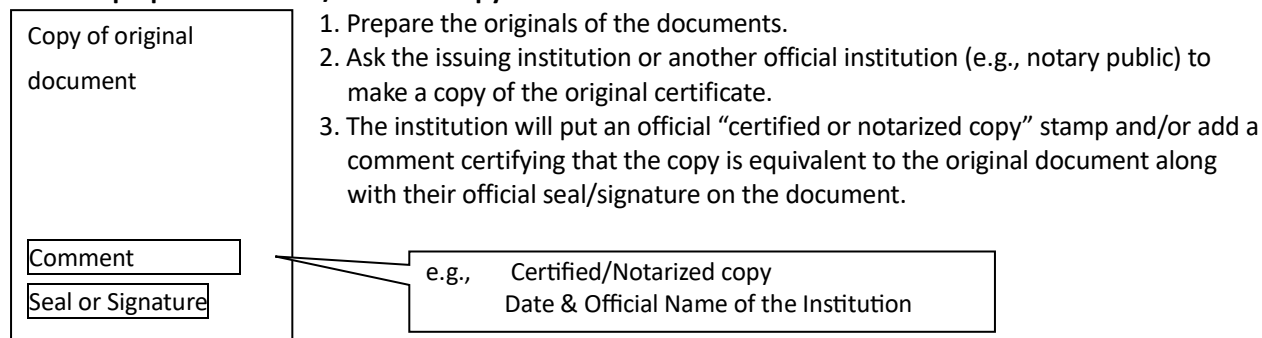 Copy of original
document
1. Prepare the originals of the documents.
2. Ask the issuing institution or another official institution (e.g., notary public) to
make a copy of the original certificate.
3. The institution will put an official “certified or notarized copy” stamp and/or add a
comment certifying that the copy is equivalent to the original document along
with their official seal/signature on the document.
Comment
Seal or Signature
e.g., Certified/Notarized copy
Date & Official Name of the Institution